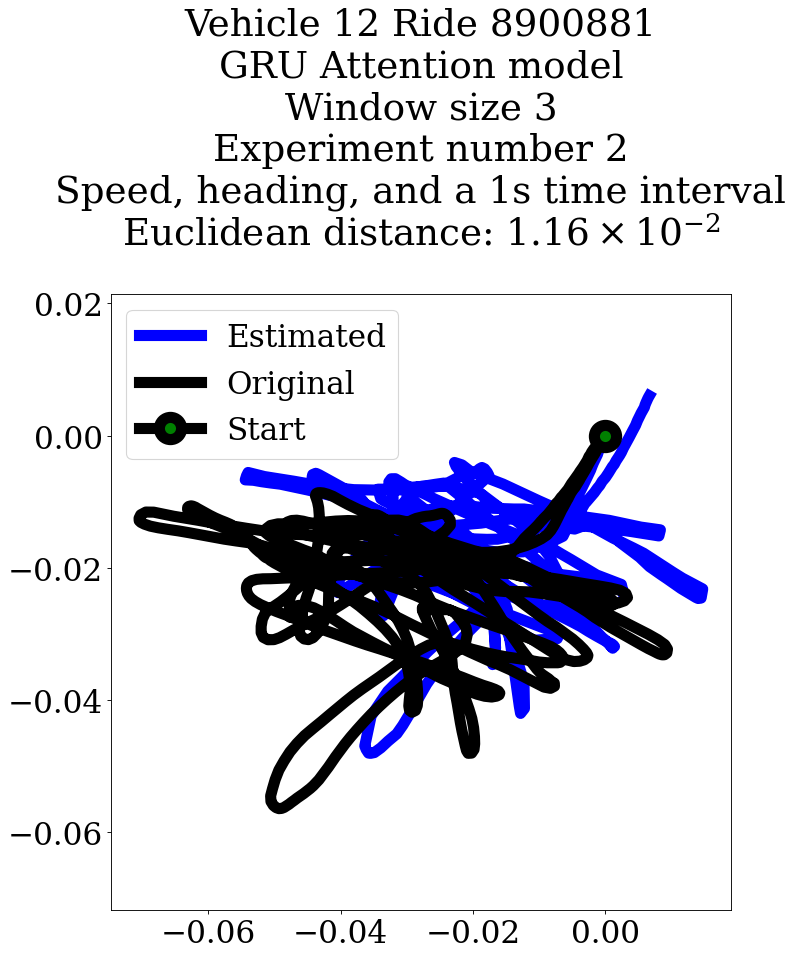 Vehicle 12 Ride 8900881
GRU Attention model
Window size 3
Experiment number 2
Speed, heading, and a 1s time interval
Euclidean distance: 1.16 × 10⁻²
0.02
0.00
−0.02
−0.04
−0.06
Estimated
Original
Start
−0.06 −0.04 −0.02 0.00